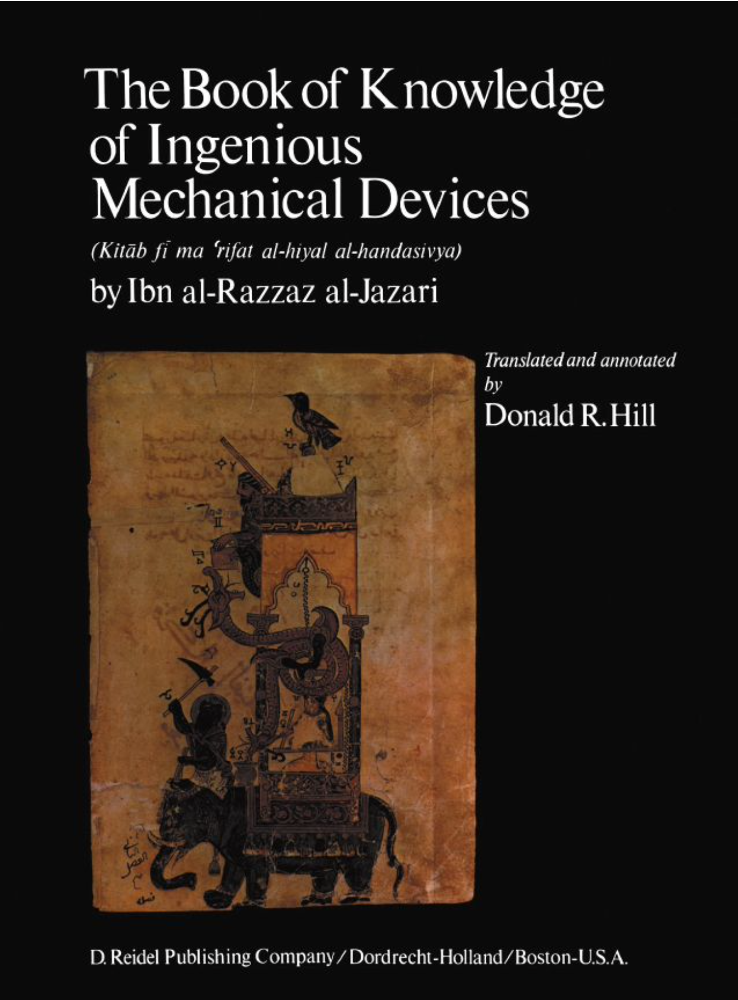 The Book of Knowledge
of Ingenious
Mechanical Devices
(Kitāb fī ma ʿrifat al-hiyal al-handasivya)
by Ibn al-Razzaz al-Jazari
Translated and annotated
by
Donald R. Hill
D. Reidel Publishing Company/Dordrecht-Holland/Boston-U.S.A.